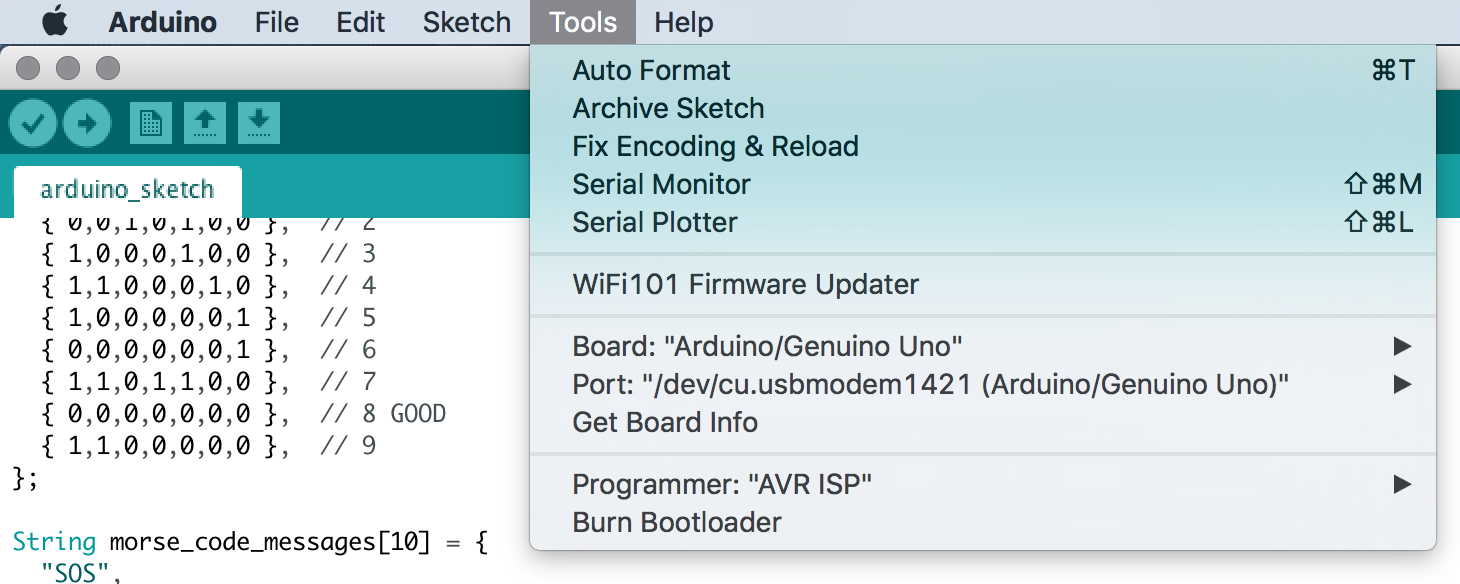 Arduino File Edit Sketch Tools Help
Auto Format ⌘T
Archive Sketch
Fix Encoding & Reload
Serial Monitor ⇧⌘M
Serial Plotter ⇧⌘L
WiFi101 Firmware Updater
Board: "Arduino/Genuino Uno" ▶
Port: "/dev/cu.usbmodem1421 (Arduino/Genuino Uno)" ▶
Get Board Info
Programmer: "AVR ISP" ▶
Burn Bootloader
arduino_sketch
{ 0,0,1,0,1,0,0 }, // 2
{ 1,0,0,0,1,0,0 }, // 3
{ 1,1,0,0,0,1,0 }, // 4
{ 1,0,0,0,0,0,1 }, // 5
{ 0,0,0,0,0,0,1 }, // 6
{ 1,1,0,1,1,0,0 }, // 7
{ 0,0,0,0,0,0,0 }, // 8 GOOD
{ 1,1,0,0,0,0,0 }, // 9
};
String morse_code_messages[10] = {
"SOS",